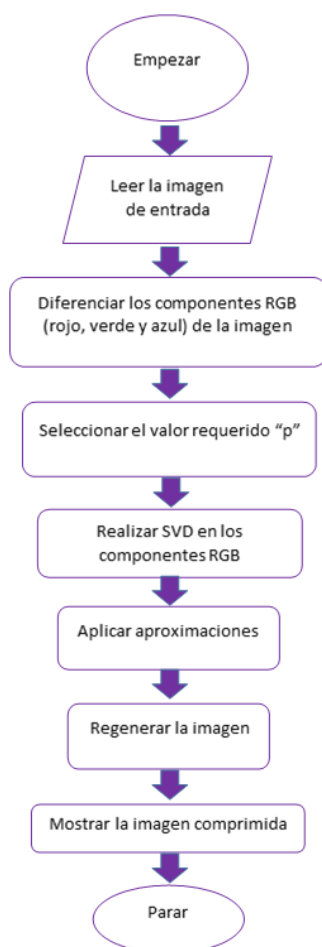 Empezar
Leer la imagen
de entrada
Diferenciar los componentes RGB
(rojo, verde y azul) de la imagen
Seleccionar el valor requerido “p”
Realizar SVD en los
componentes RGB
Aplicar aproximaciones
Regenerar la imagen
Mostrar la imagen comprimida
Parar